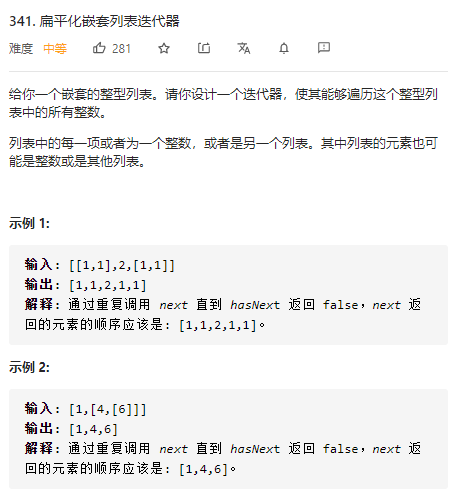 341. 扁平化嵌套列表迭代器
难度 中等 281
给你一个嵌套的整型列表。请你设计一个迭代器，使其能够遍历这个整型列
表中的所有整数。
列表中的每一项或者为一个整数，或者是另一个列表。其中列表的元素也可
能是整数或是其他列表。
示例 1:
输入: [[1,1],2,[1,1]]
输出: [1,1,2,1,1]
解释: 通过重复调用 next 直到 hasNext 返回 false，next 返
回的元素的顺序应该是: [1,1,2,1,1]。
示例 2:
输入: [1,[4,[6]]]
输出: [1,4,6]
解释: 通过重复调用 next 直到 hasNext 返回 false，next 返
回的元素的顺序应该是: [1,4,6]。